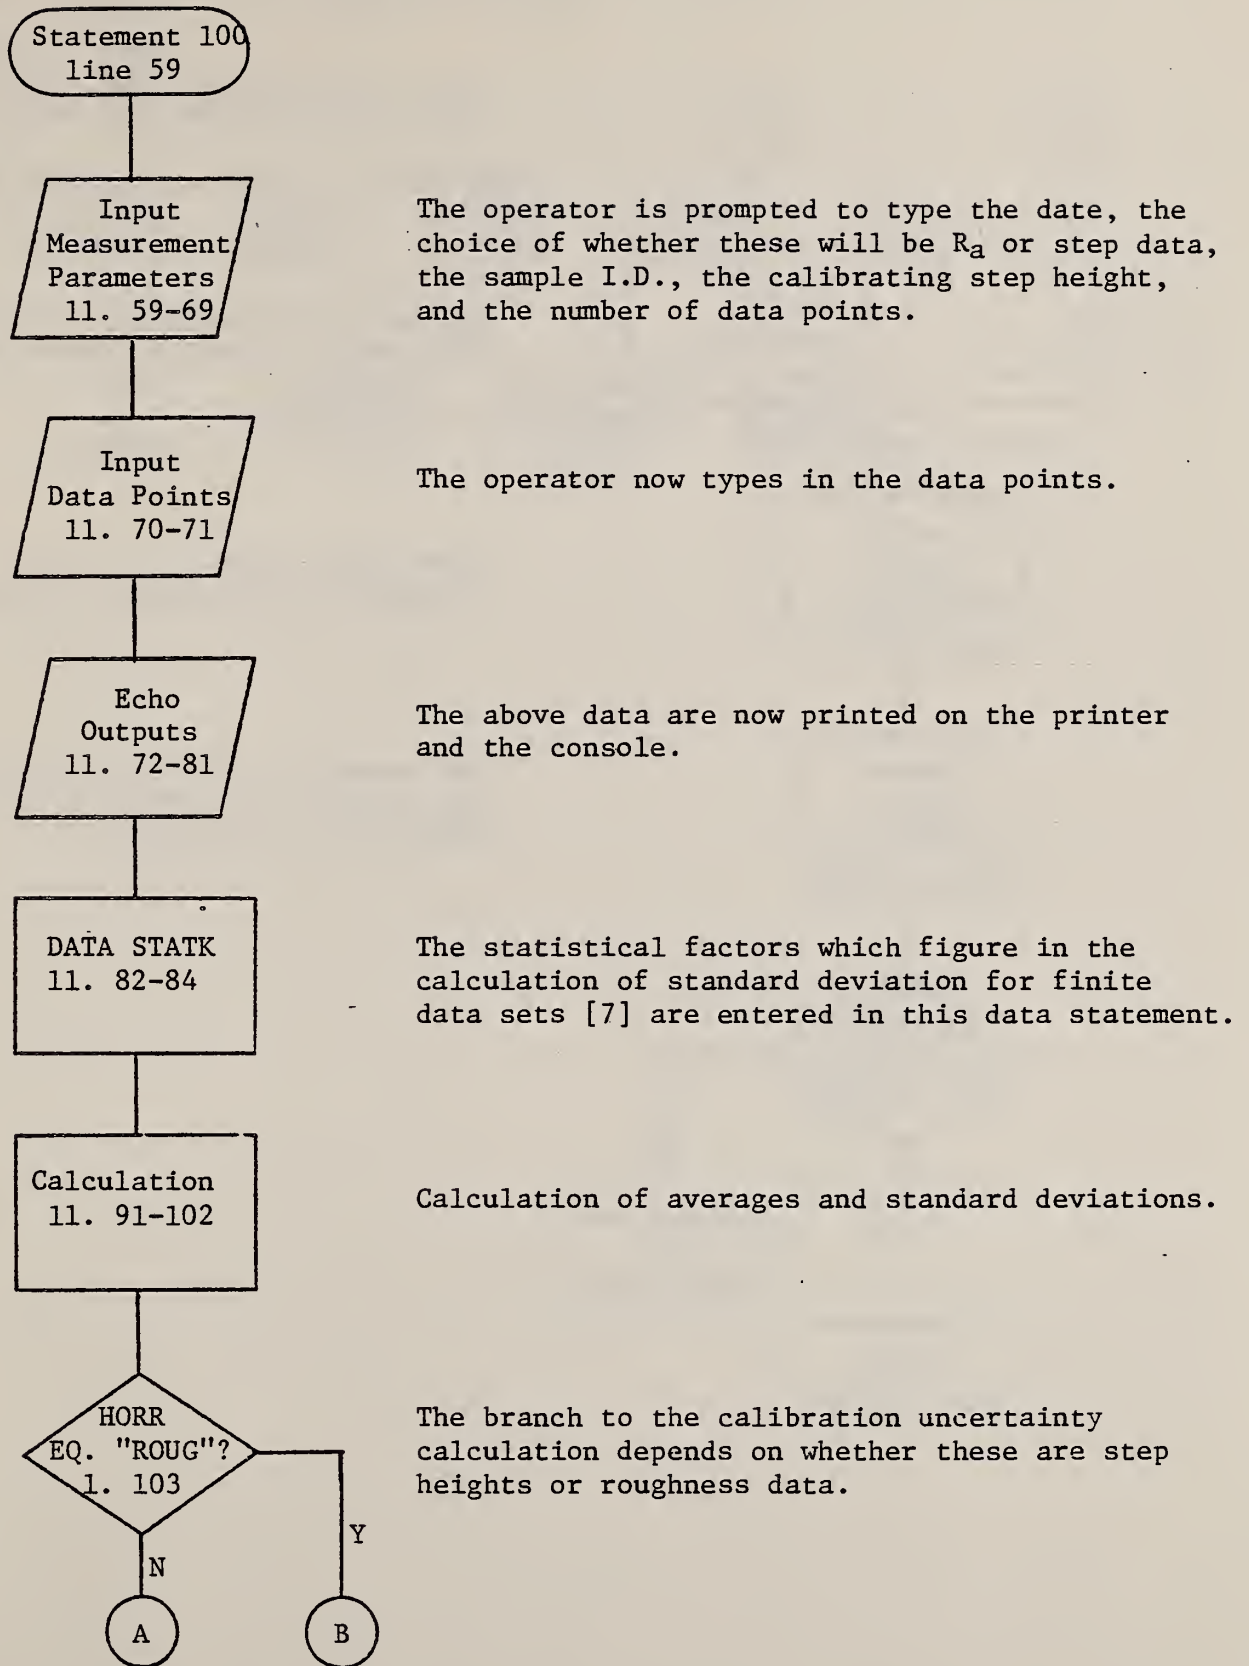 Statement 100
line 59
Input
Measurement
Parameters
11. 59-69
The operator is prompted to type the date, the
choice of whether these will be Ra or step data,
the sample I.D., the calibrating step height,
and the number of data points.
Input
Data Points
11. 70-71
The operator now types in the data points.
Echo
Outputs
11. 72-81
The above data are now printed on the printer
and the console.
DATA STATK
11. 82-84
The statistical factors which figure in the
calculation of standard deviation for finite
data sets [7] are entered in this data statement.
Calculation
11. 91-102
Calculation of averages and standard deviations.
HORR
EQ. "ROUG"?
1. 103
The branch to the calibration uncertainty
calculation depends on whether these are step
heights or roughness data.
Y
N
A
B